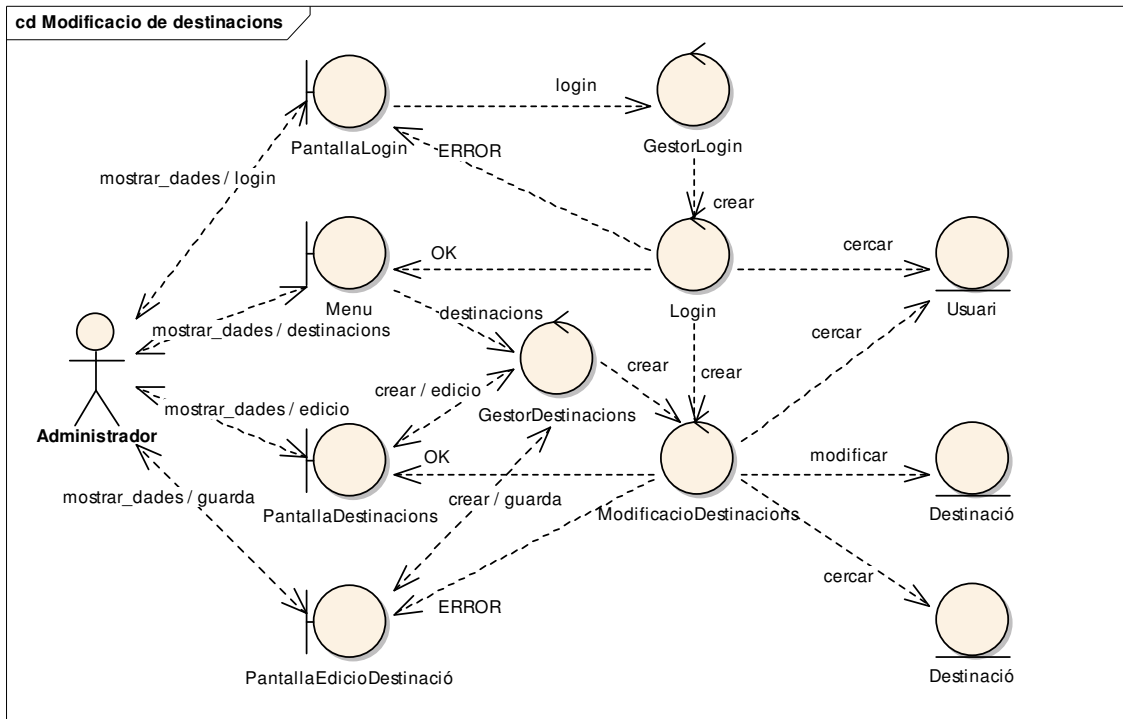 cd Modificacio de destinacions
login
PantallaLogin
GestorLogin
ERROR
mostrar_dades / login
crear
OK
cercar
Menu
Login
Usuari
destinacions
mostrar_dades / destinacions
cercar
crear
crear
crear / edicio
mostrar_dades / edicio
GestorDestinacions
Administrador
OK
modificar
mostrar_dades / guarda
crear / guarda
PantallaDestinacions
ModificacioDestinacions
Destinació
cercar
ERROR
PantallaEdicioDestinació
Destinació